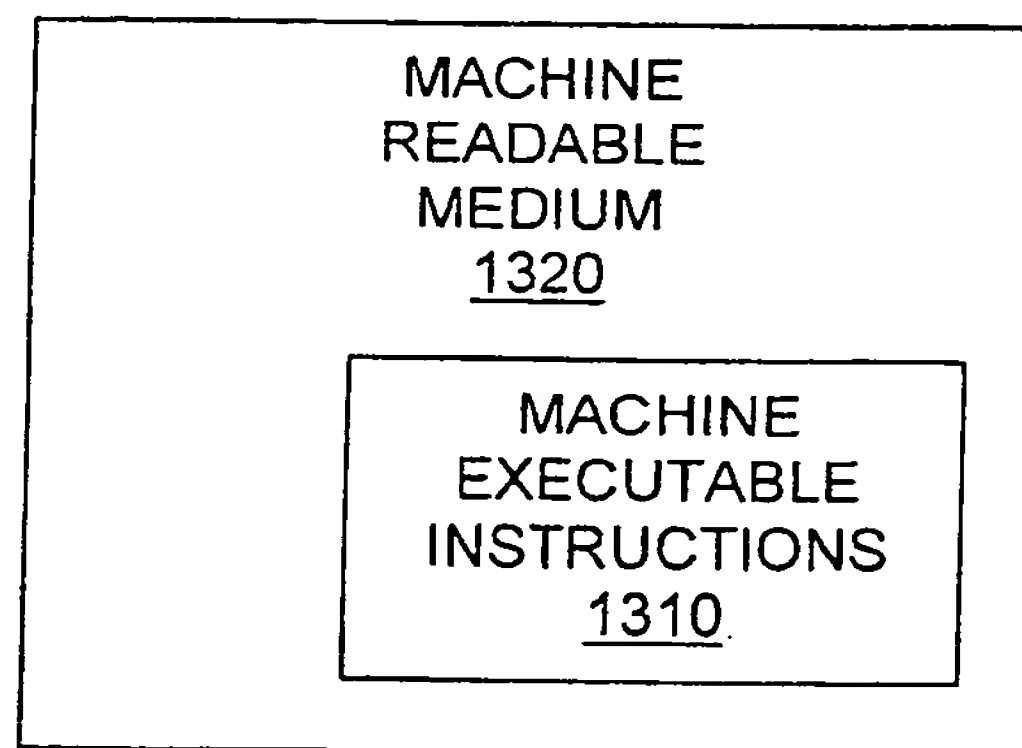 MACHINE
READABLE
MEDIUM
1320
MACHINE
EXECUTABLE
INSTRUCTIONS
1310